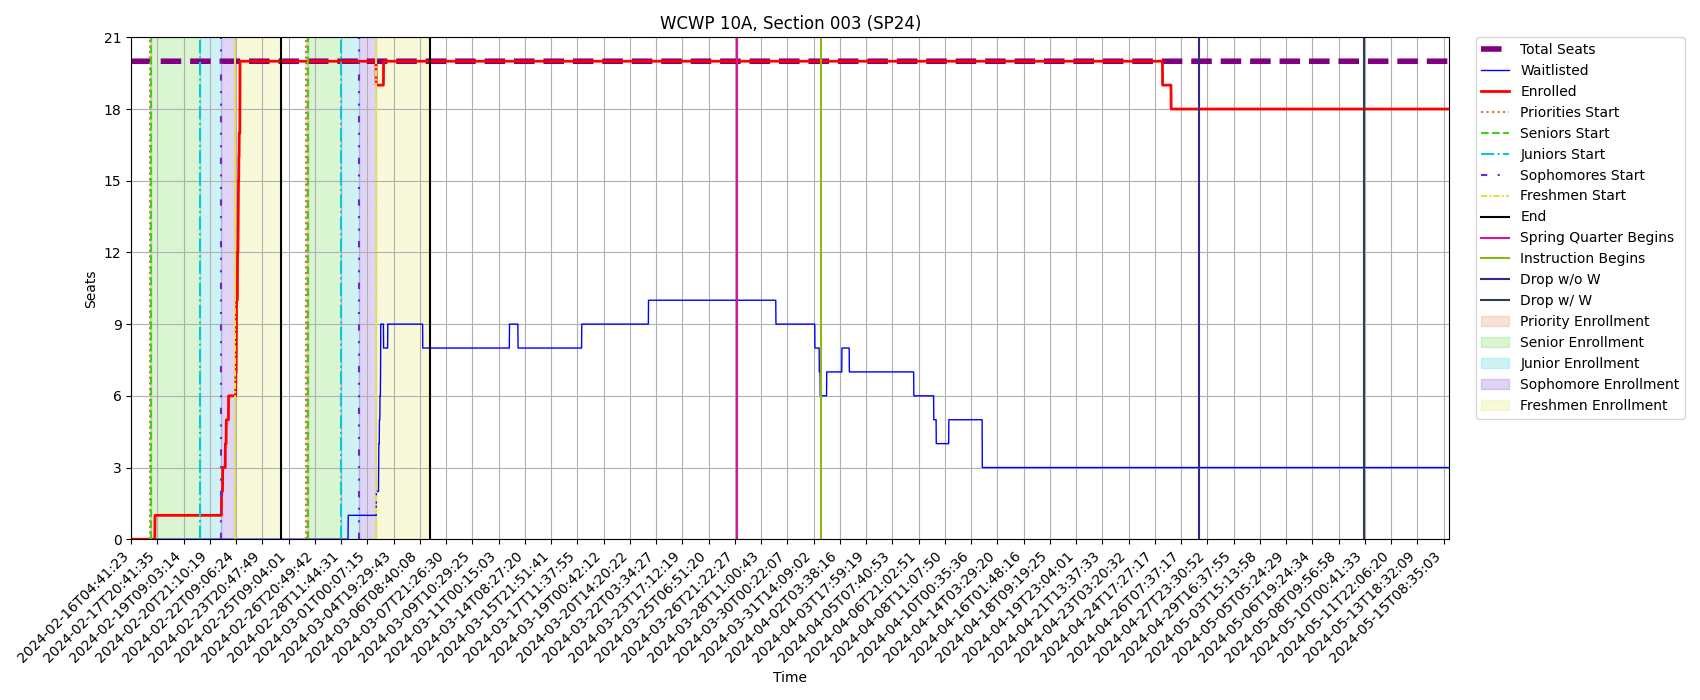 WCWP 10A, Section 003 (SP24)
21
18
15
12
9
6
3
0
Seats
2024-02-16T04:41:23
2024-02-17T20:41:35
2024-02-19T19:03:14
2024-02-20T21:10:19
2024-02-22T09:06:24
2024-02-23T20:47:49
2024-02-25T09:04:01
2024-02-26T20:49:42
2024-02-28T11:44:31
2024-03-01T00:07:15
2024-03-04T19:29:43
2024-03-06T08:40:08
2024-03-07T21:26:30
2024-03-09T10:29:25
2024-03-11T00:15:03
2024-03-14T08:27:20
2024-03-15T21:51:41
2024-03-17T11:37:55
2024-03-19T00:42:12
2024-03-20T14:20:22
2024-03-22T03:34:27
2024-03-23T17:12:19
2024-03-25T06:51:20
2024-03-26T21:22:27
2024-03-28T11:00:43
2024-03-30T00:22:07
2024-03-31T14:09:02
2024-04-02T03:38:16
2024-04-03T17:59:19
2024-04-05T07:40:53
2024-04-06T21:02:51
2024-04-08T11:07:50
2024-04-10T00:35:36
2024-04-14T03:29:20
2024-04-16T01:48:16
2024-04-18T09:19:25
2024-04-19T23:04:01
2024-04-21T13:37:33
2024-04-23T03:20:32
2024-04-24T17:27:17
2024-04-26T07:37:17
2024-04-27T23:30:52
2024-04-29T16:37:55
2024-05-03T15:13:58
2024-05-05T05:24:29
2024-05-06T19:24:34
2024-05-08T09:56:58
2024-05-10T00:41:33
2024-05-11T22:06:20
2024-05-13T18:32:09
2024-05-15T08:35:03
Time
Total Seats
Waitlisted
Enrolled
Priorities Start
Seniors Start
Juniors Start
Sophomores Start
Freshmen Start
End
Spring Quarter Begins
Instruction Begins
Drop w/o W
Drop w/ W
Priority Enrollment
Senior Enrollment
Junior Enrollment
Sophomore Enrollment
Freshmen Enrollment